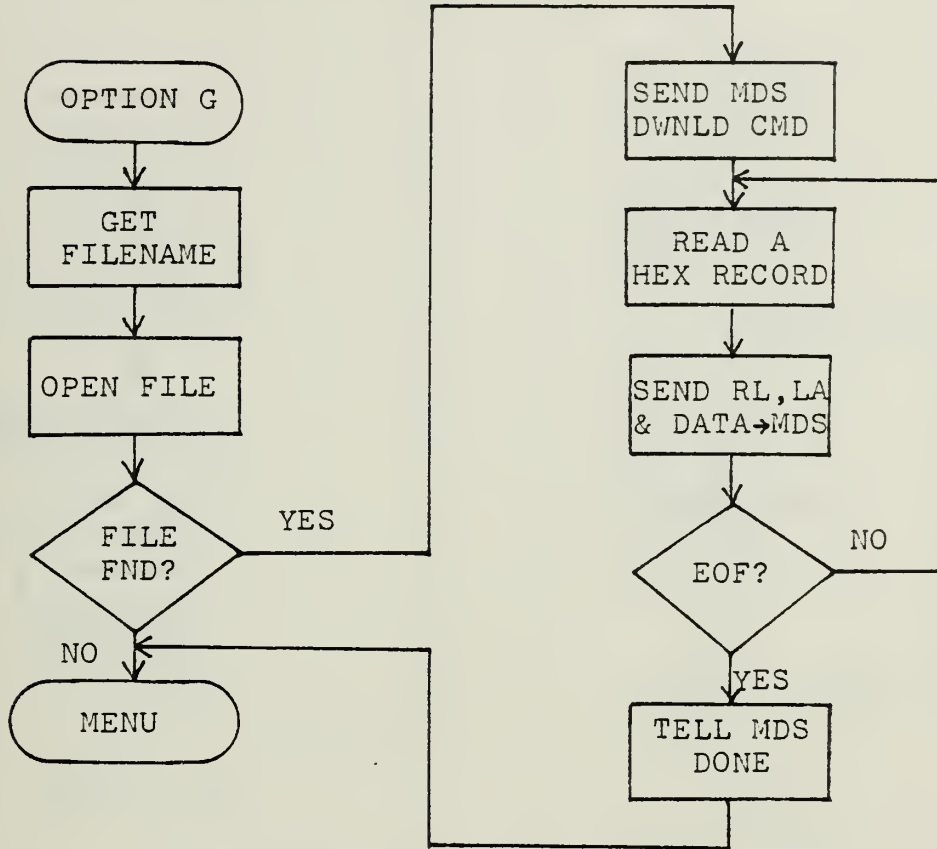 OPTION G
GET
FILENAME
OPEN FILE
FILE
FND?
YES
NO
MENU
SEND MDS
DWNLD CMD
READ A
HEX RECORD
SEND RL,LA
& DATA→MDS
EOF?
NO
YES
TELL MDS
DONE